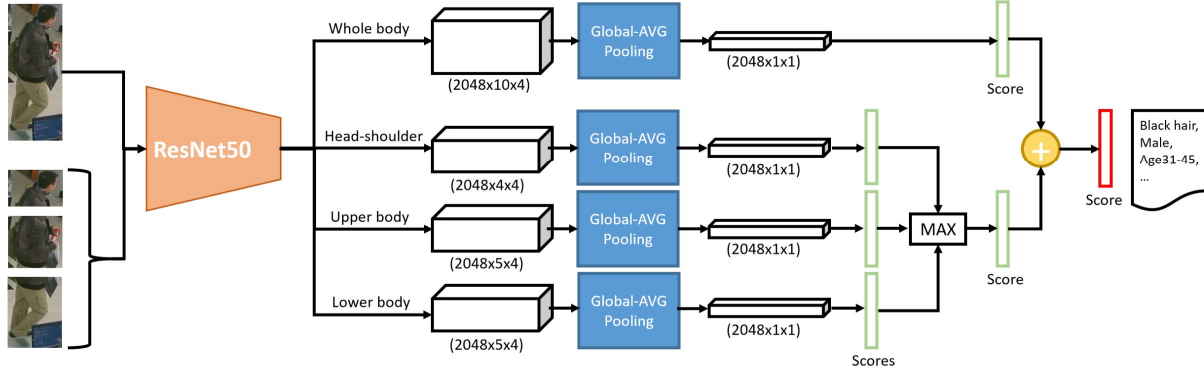 Whole body
Global-AVG
Pooling
(2048x10x4)
(2048x1x1)
Score
ResNet50
Head-shoulder
Global-AVG
Pooling
(2048x4x4)
(2048x1x1)
+
Black hair,
Male,
Age31-45,
...
Score
Upper body
Global-AVG
Pooling
(2048x5x4)
(2048x1x1)
MAX
Score
Lower body
Global-AVG
Pooling
(2048x5x4)
(2048x1x1)
Scores